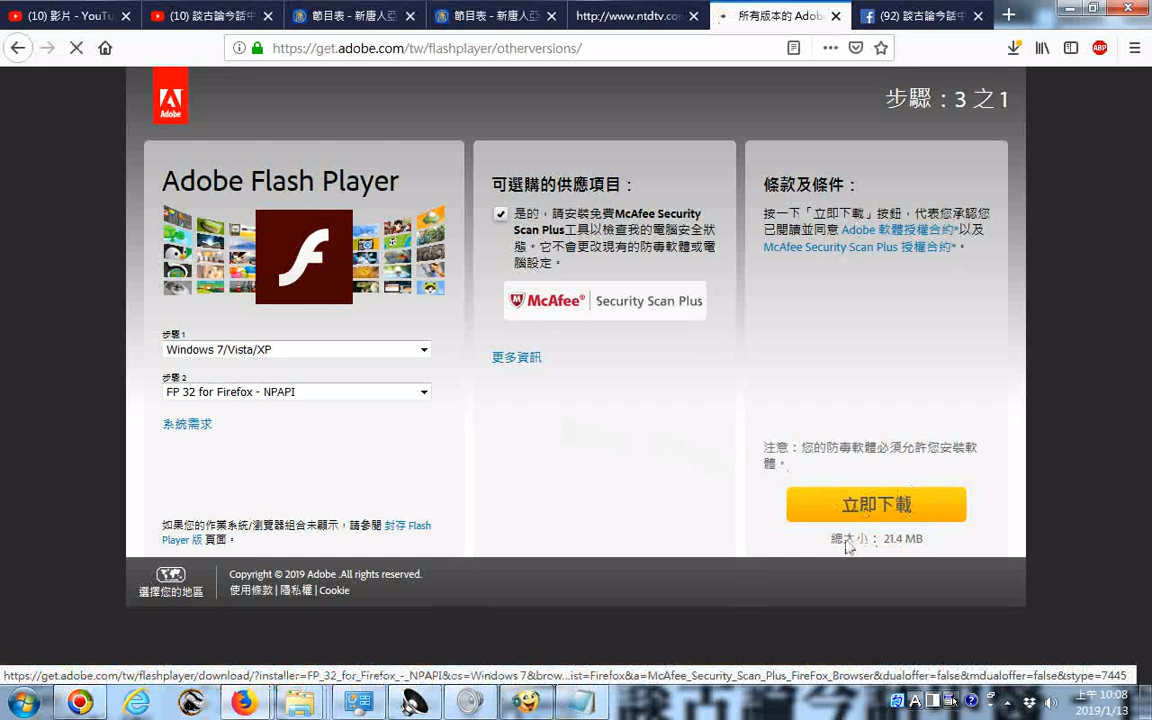 (10) 影片 - YouTu
(10) 談古論今話中
節目表 - 新唐人亞
節目表 - 新唐人亞
http://www.ntdtv.com
所有版本的 Adob
(92) 談古論今話中
https://get.adobe.com/tw/flashplayer/otherversions/
ABP
Adobe
步驟：3 之 1
Adobe Flash Player
步驟 1
Windows 7/Vista/XP
步驟 2
FP 32 for Firefox - NPAPI
系統需求
如果您的作業系統/瀏覽器組合未顯示，請參閱 封存 Flash
Player 版 頁面。
可選購的供應項目：
是的，請安裝免費McAfee Security
Scan Plus工具以檢查我的電腦安全狀
態。它不會更改現有的防毒軟體或電
腦設定。
McAfee® Security Scan Plus
更多資訊
條款及條件：
按一下「立即下載」按鈕，代表您承認您
已閱讀並同意 Adobe 軟體授權合約*以及
McAfee Security Scan Plus 授權合約*。
注意：您的防毒軟體必須允許您安裝軟
體。
立即下載
總大小： 21.4 MB
選擇您的地區
Copyright © 2019 Adobe .All rights reserved.
使用條款 | 隱私權 | Cookie
https://get.adobe.com/tw/flashplayer/download/?installer=FP_32_for_Firefox_-_NPAPI&os=Windows 7&brow...ist=Firefox&a=McAfee_Security_Scan_Plus_FireFox_Browser&dualoffer=false&mdualoffer=false&stype=7445
談古論今話
A
上午 10:08
2019/1/13